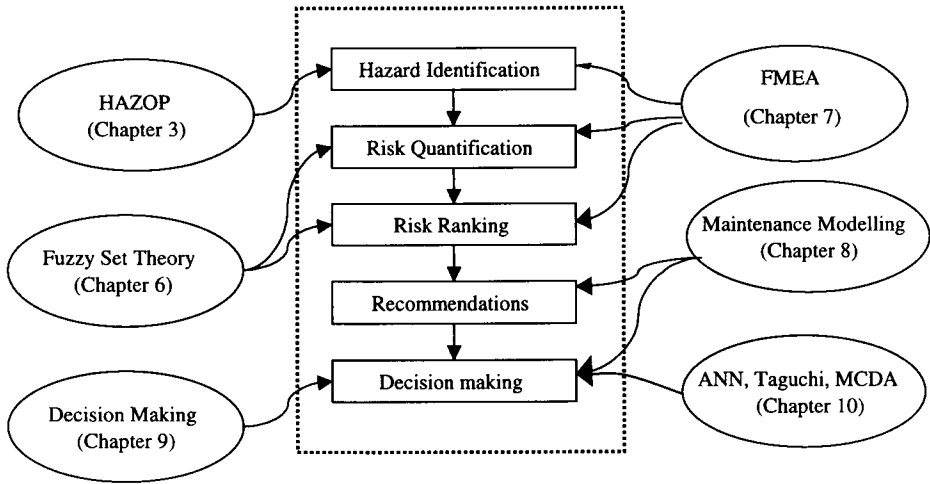 Hazard Identification
HAZOP
(Chapter 3)
FMEA
(Chapter 7)
Risk Quantification
Risk Ranking
Fuzzy Set Theory
(Chapter 6)
Maintenance Modelling
(Chapter 8)
Recommendations
Decision making
Decision Making
(Chapter 9)
ANN, Taguchi, MCDA
(Chapter 10)